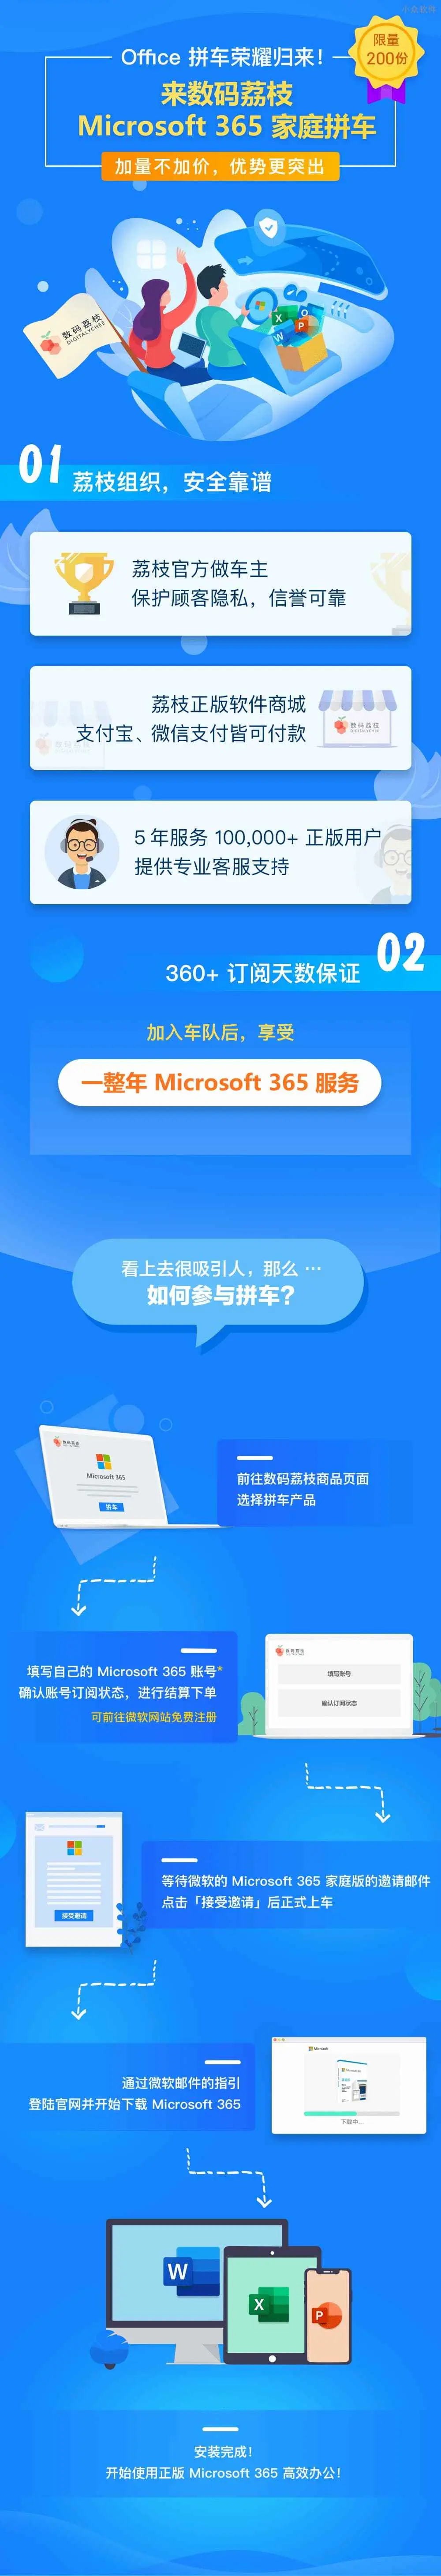 小众软件
限量
200份
Office 拼车荣耀归来！
来数码荔枝
Microsoft 365 家庭拼车
加量不加价，优势更突出
数码荔枝
DIGITALYCHEE
X
O
W
P
01
荔枝组织，安全靠谱
荔枝官方做车主
保护顾客隐私，信誉可靠
荔枝正版软件商城
支付宝、微信支付皆可付款
数码荔枝
DIGITALYCHEE
5 年服务 100,000+ 正版用户
提供专业客服支持
02
360+ 订阅天数保证
加入车队后，享受
一整年 Microsoft 365 服务
看上去很吸引人，那么 ···
如何参与拼车？
数码荔枝
Microsoft 365
拼车
前往数码荔枝商品页面
选择拼车产品
填写自己的 Microsoft 365 账号*
确认账号订阅状态，进行结算下单
可前往微软网站免费注册
数码荔枝
填写账号
确认订阅状态
等待微软的 Microsoft 365 家庭版的邀请邮件
点击「接受邀请」后正式上车
接受邀请
通过微软邮件的指引
登陆官网并开始下载 Microsoft 365
Microsoft
下载中...
W
X
P
安装完成！
开始使用正版 Microsoft 365 高效办公！